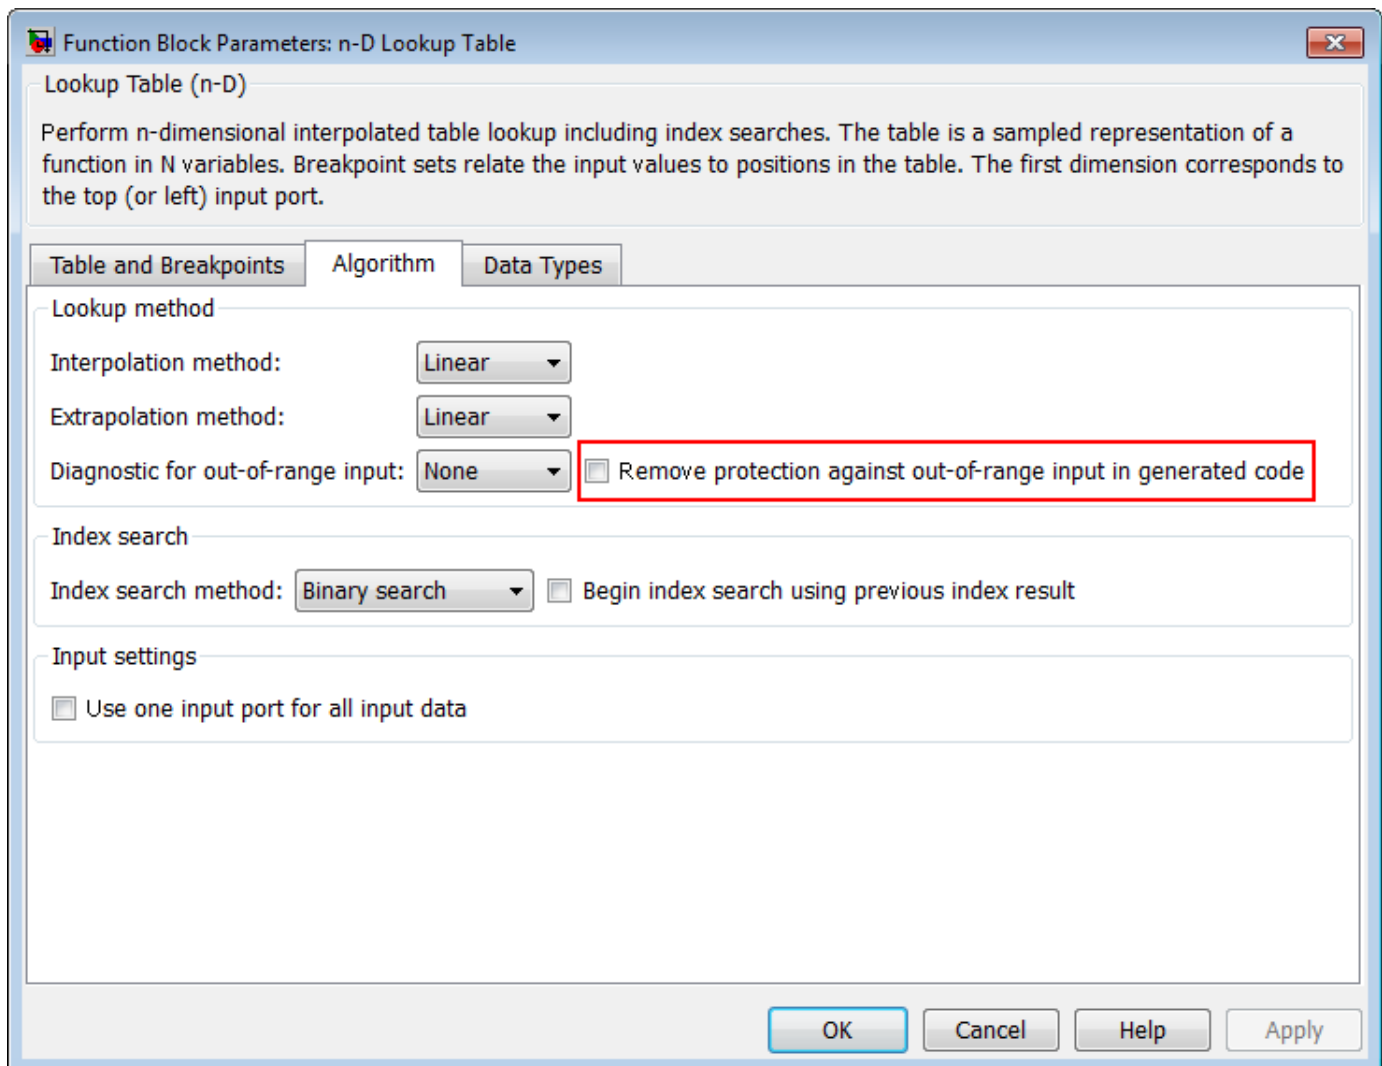 Function Block Parameters: n-D Lookup Table
Lookup Table (n-D)
Perform n-dimensional interpolated table lookup including index searches. The table is a sampled representation of a
function in N variables. Breakpoint sets relate the input values to positions in the table. The first dimension corresponds to
the top (or left) input port.
Table and Breakpoints Algorithm Data Types
Lookup method
Interpolation method: Linear
Extrapolation method: Linear
Diagnostic for out-of-range input: None Remove protection against out-of-range input in generated code
Index search
Index search method: Binary search Begin index search using previous index result
Input settings
Use one input port for all input data
OK Cancel Help Apply